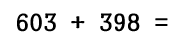 603 + 398 =